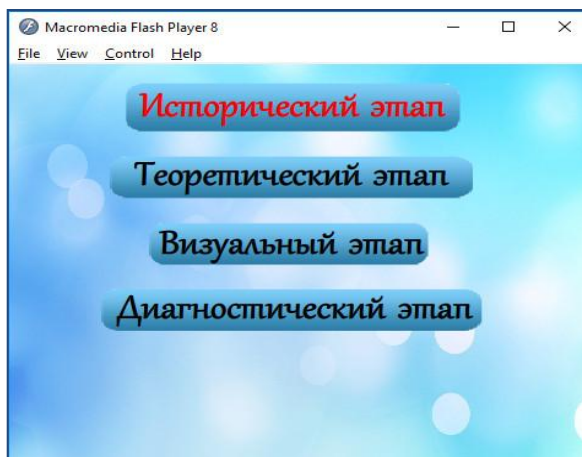 Macromedia Flash Player 8
File View Control Help
Исторический этап
Теоретический этап
Визуальный этап
Диагностический этап